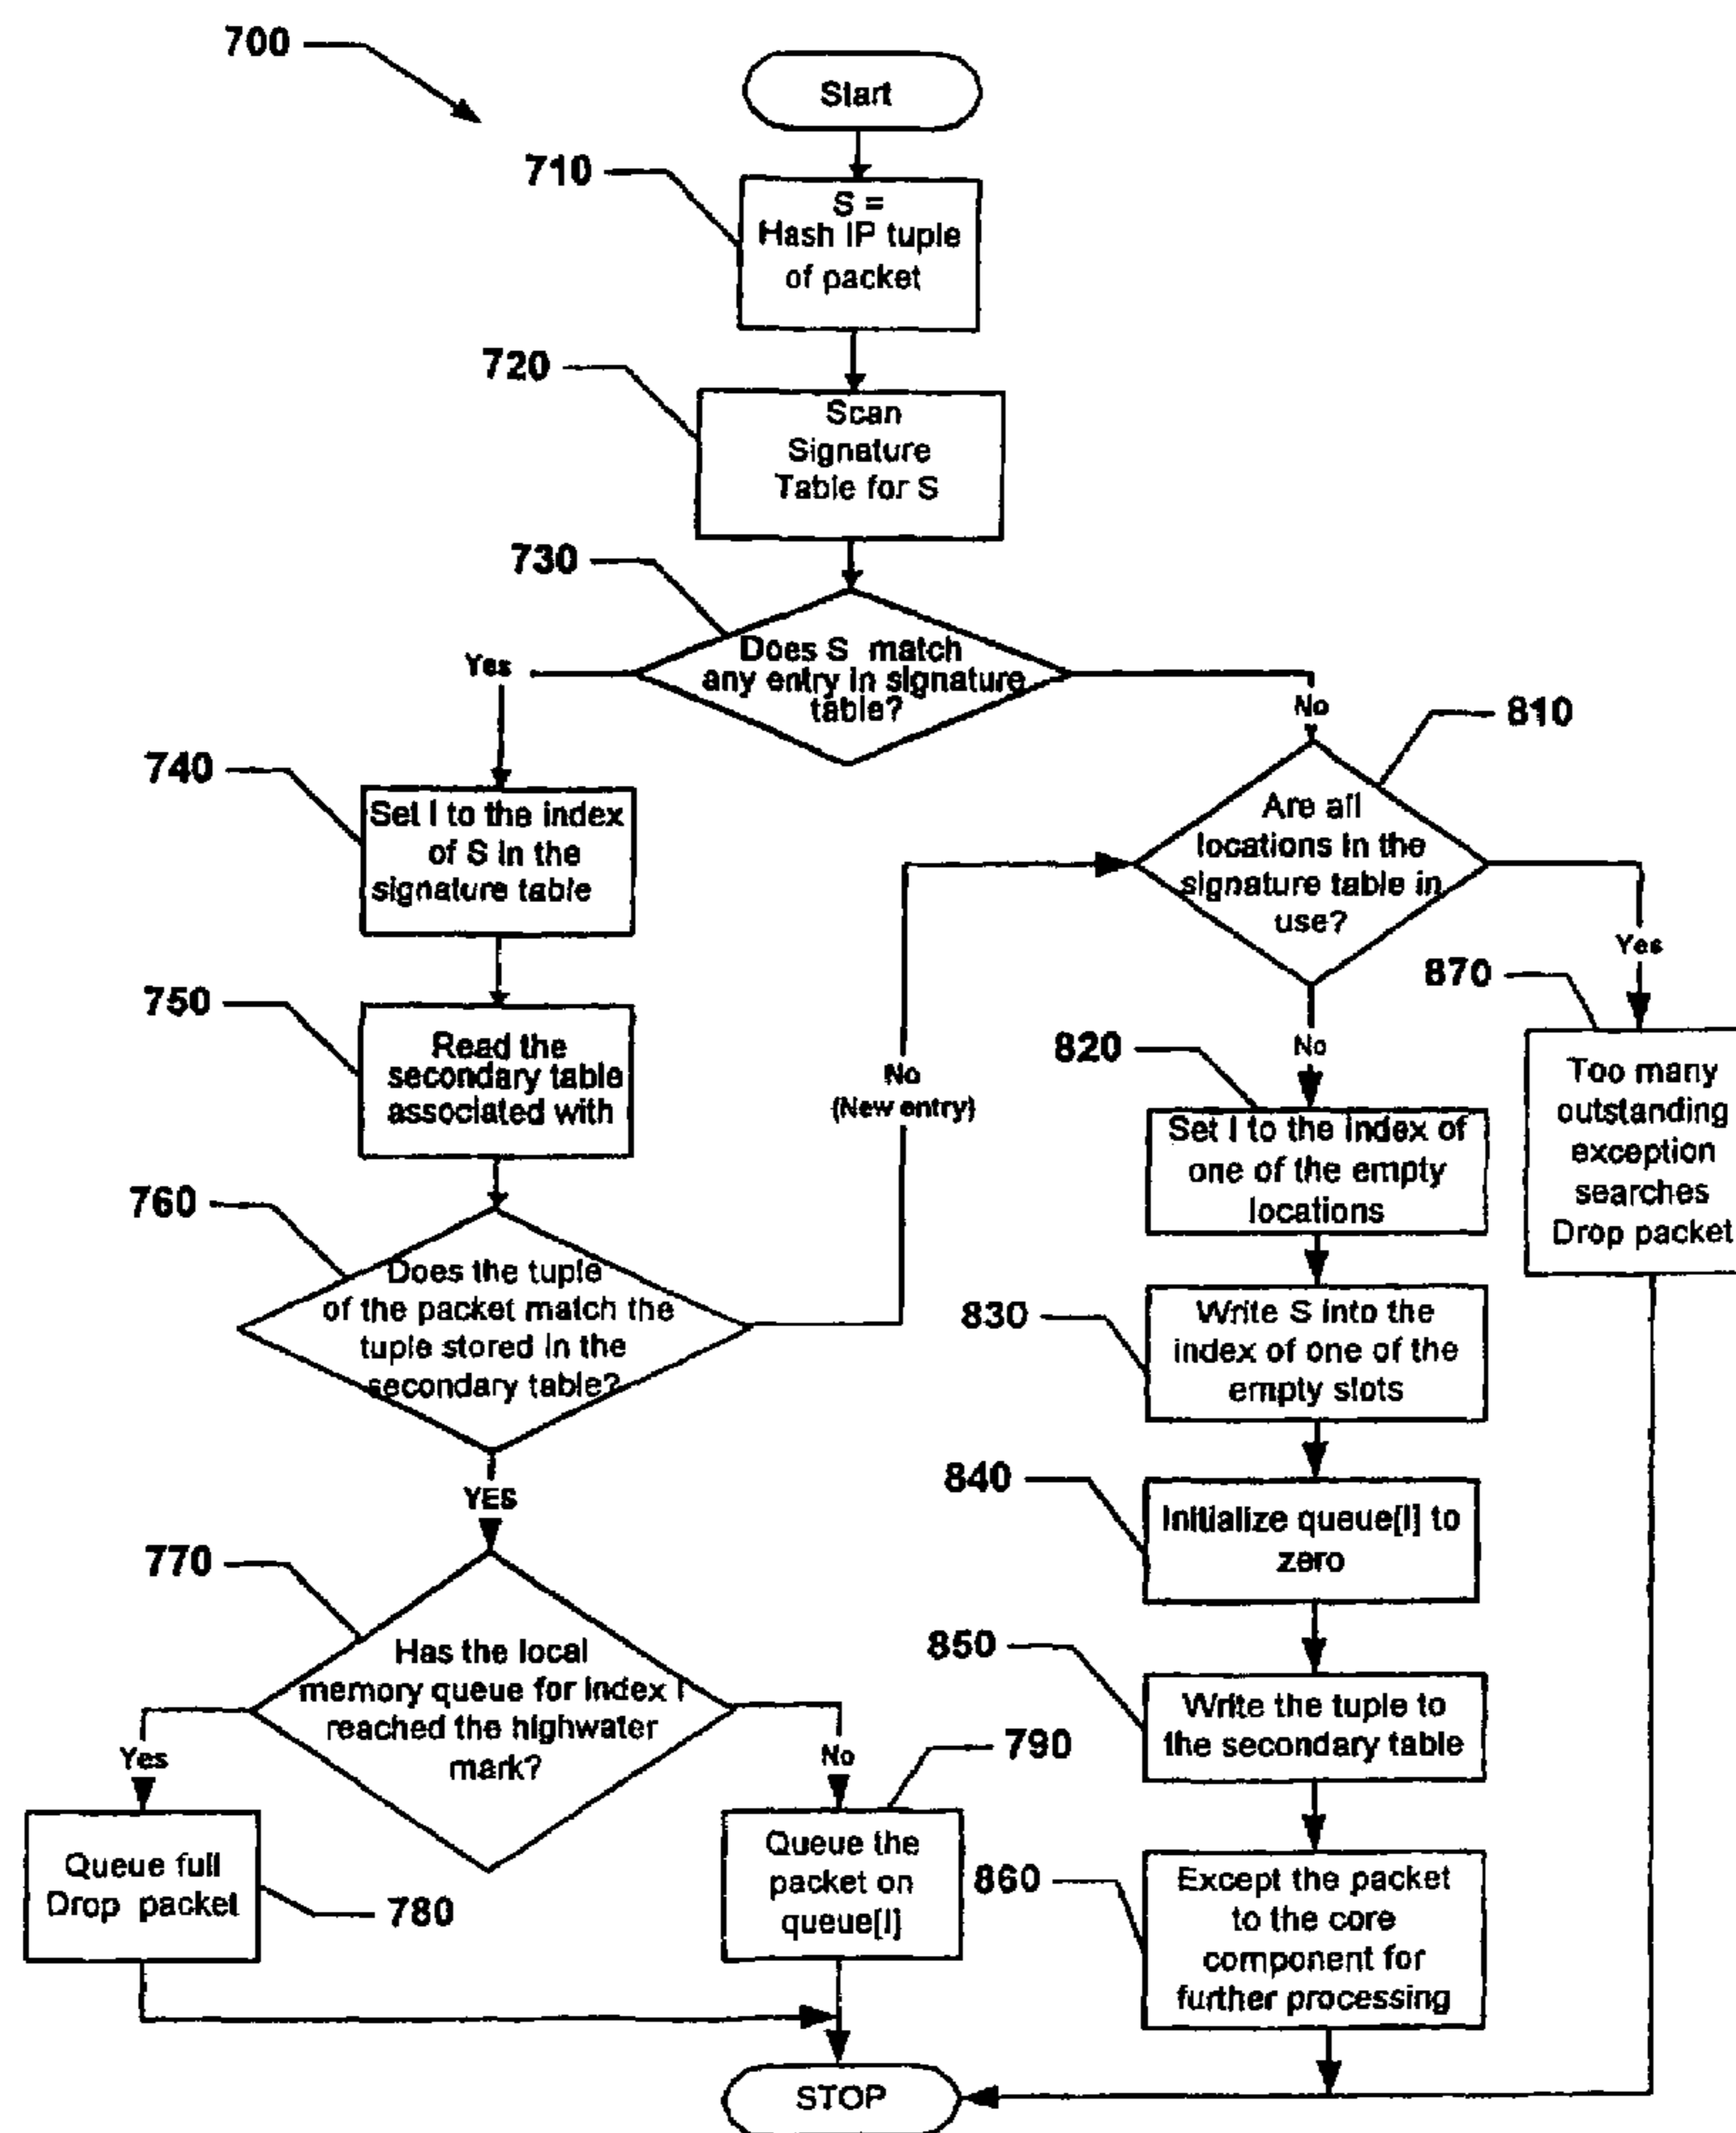 700
Start
710
S =
Hash IP tuple
of packet
720
Scan
Signature
Table for S
730
Does S match
any entry in signature
table?
Yes
No
810
740
Set I to the index
of S in the
signature table
Are all
locations in the
signature table in
use?
Yes
870
Too many
outstanding
exception
searches
Drop packet
750
Read the
secondary table
associated with
No
(New entry)
No
820
Set I to the index of
one of the empty
locations
760
Does the tuple
of the packet match the
tuple stored in the
secondary table?
830
Write S into the
index of one of the
empty slots
YES
840
Initialize queue[I] to
zero
770
Has the local
memory queue for index I
reached the highwater
mark?
Yes
No
790
850
Write the tuple to
the secondary table
Queue full
Drop packet
780
Queue the
packet on
queue[I]
860
Except the packet
to the core
component for
further processing
STOP